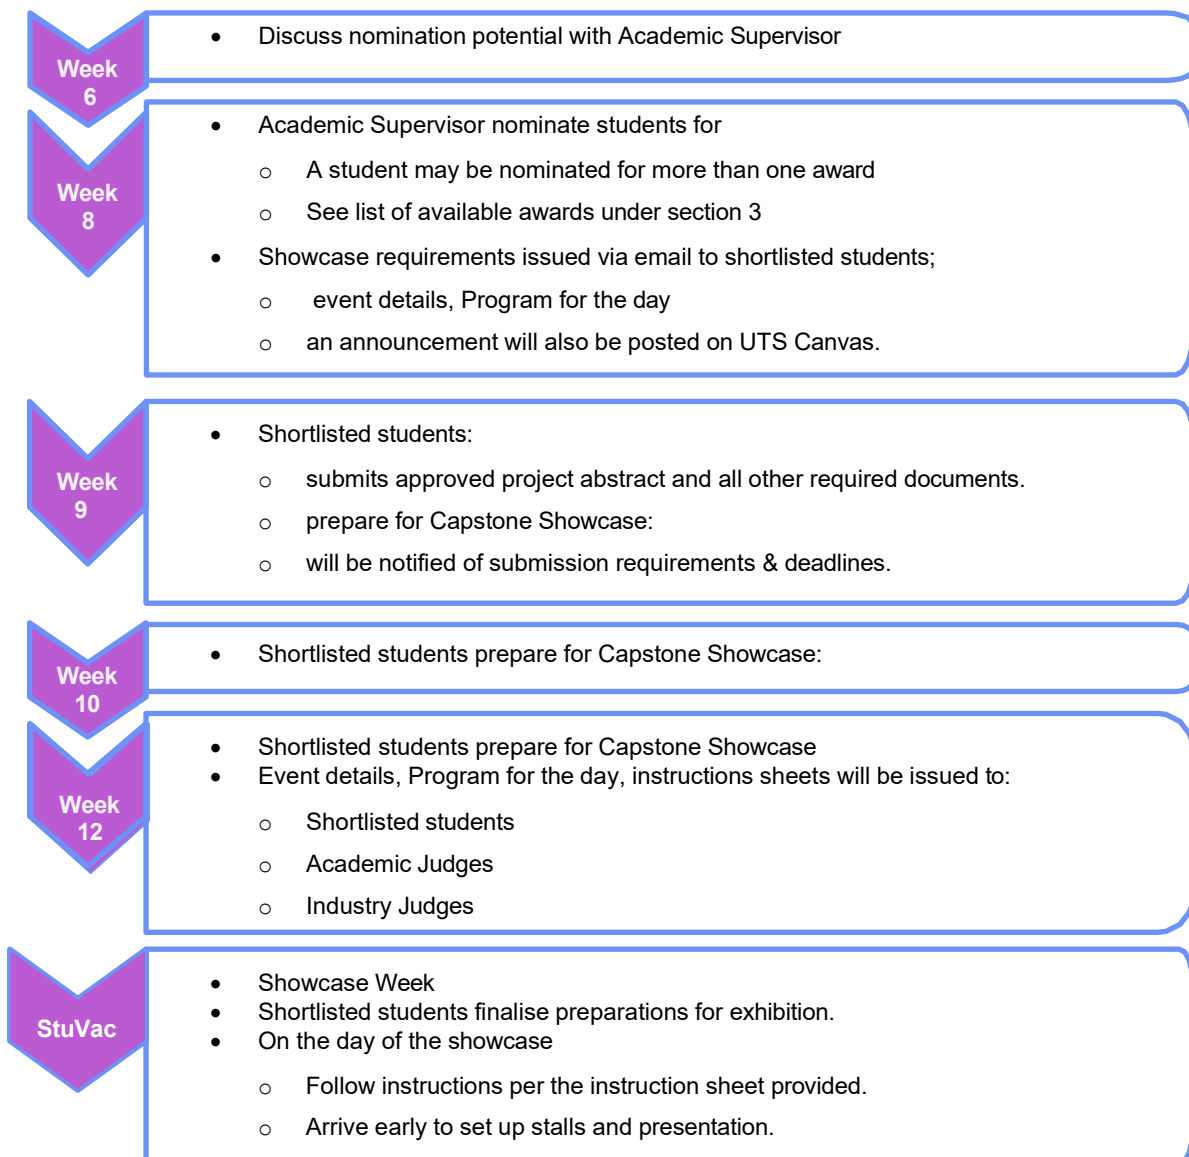 Week
6
• Discuss nomination potential with Academic Supervisor
Week
8
• Academic Supervisor nominate students for
o A student may be nominated for more than one award
o See list of available awards under section 3
• Showcase requirements issued via email to shortlisted students;
o event details, Program for the day
o an announcement will also be posted on UTS Canvas.
Week
9
• Shortlisted students:
o submits approved project abstract and all other required documents.
o prepare for Capstone Showcase:
o will be notified of submission requirements & deadlines.
Week
10
• Shortlisted students prepare for Capstone Showcase:
Week
12
• Shortlisted students prepare for Capstone Showcase
• Event details, Program for the day, instructions sheets will be issued to:
o Shortlisted students
o Academic Judges
o Industry Judges
StuVac
• Showcase Week
• Shortlisted students finalise preparations for exhibition.
• On the day of the showcase
o Follow instructions per the instruction sheet provided.
o Arrive early to set up stalls and presentation.